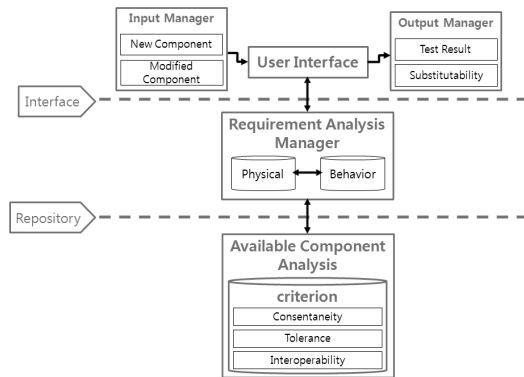 Input Manager
New Component
Modified
Component
User Interface
Output Manager
Test Result
Substitutability
Interface
Requirement Analysis
Manager
Physical
Behavior
Repository
Available Component
Analysis
criterion
Consentaneity
Tolerance
Interoperability